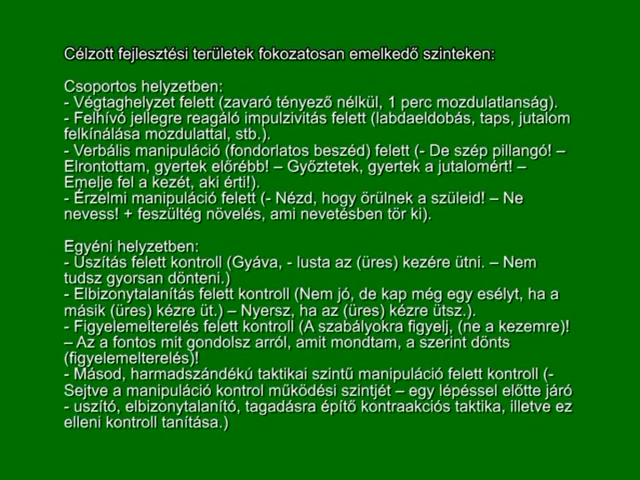 Célzott fejlesztési területek fokozatosan emelkedő szinteken:
Csoportos helyzetben:
- Végtaghelyzet felett (zavaró tényező nélkül, 1 perc mozdulatlanság).
- Felhívó jellegre reagáló impulzivitás felett (labdaeldobás, taps, jutalom
felkínálása mozdulattal, stb.).
- Verbális manipuláció (fondorlatos beszéd) felett (- De szép pillangó! –
Elrontottam, gyertek előrébb! – Győztetek, gyertek a jutalomért! –
Emelje fel a kezét, aki érti!).
- Érzelmi manipuláció felett (- Nézd, hogy örülnek a szüleid! – Ne
nevess! + feszültég növelés, ami nevetésben tör ki).
Egyéni helyzetben:
- Uszítás felett kontroll (Gyáva, - lusta az (üres) kezére ütni. – Nem
tudsz gyorsan dönteni.)
- Elbizonytalanítás felett kontroll (Nem jó, de kap még egy esélyt, ha a
másik (üres) kézre üt.) – Nyersz, ha az (üres) kézre ütsz.).
- Figyelemelterelés felett kontroll (A szabályokra figyelj, (ne a kezemre)!
– Az a fontos mit gondolsz arról, amit mondtam, a szerint dönts
(figyelemelterelés)!
- Másod, harmadszándékú taktikai szintű manipuláció felett kontroll (-
Sejtve a manipuláció kontrol működési szintjét – egy lépéssel előtte járó
- uszító, elbizonytalanító, tagadásra építő kontraakciós taktika, illetve ez
elleni kontroll tanítása.)